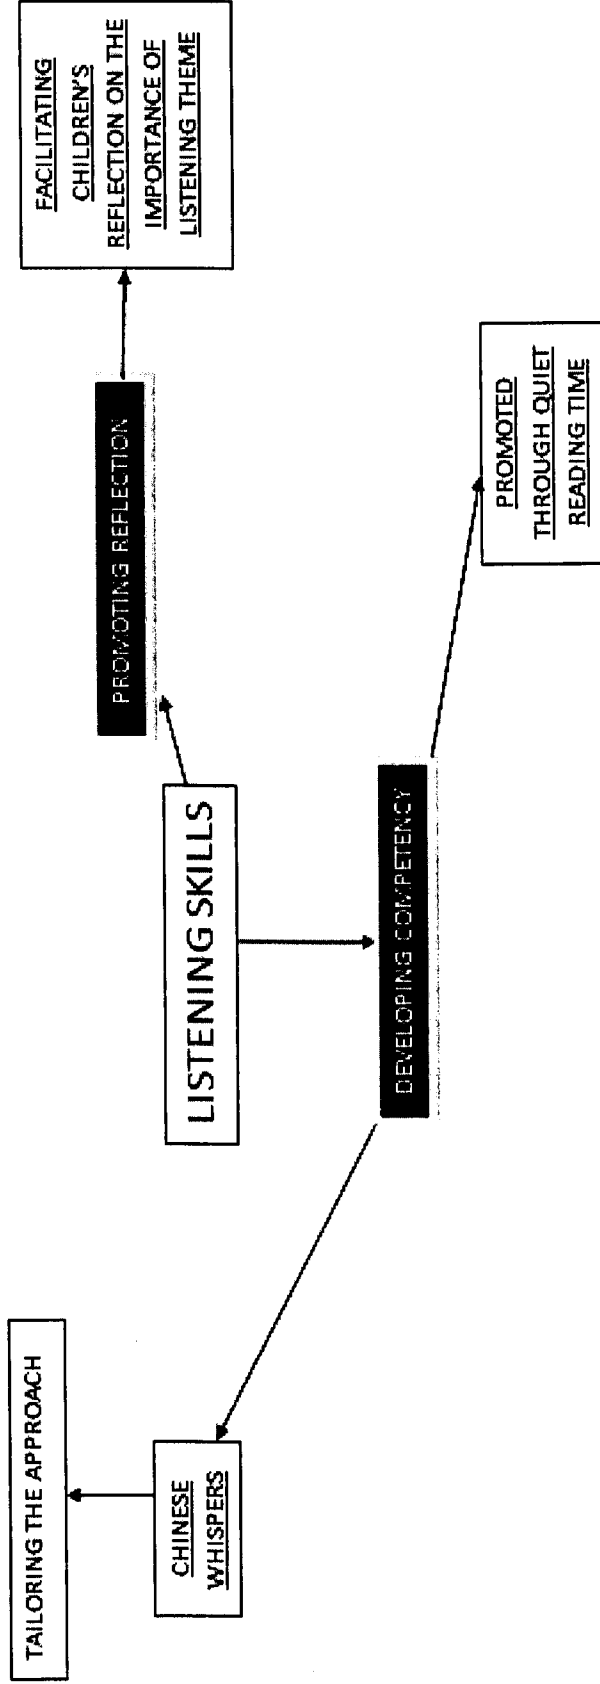 TAILORING THE APPROACH
CHINESE
WHISPERS
LISTENING SKILLS
DEVELOPING COMPETENCY
PROMOTING REFLECTION
FACILITATING
CHILDREN'S
REFLECTION ON THE
IMPORTANCE OF
LISTENING THEME
PROMOTED
THROUGH QUIET
READING TIME